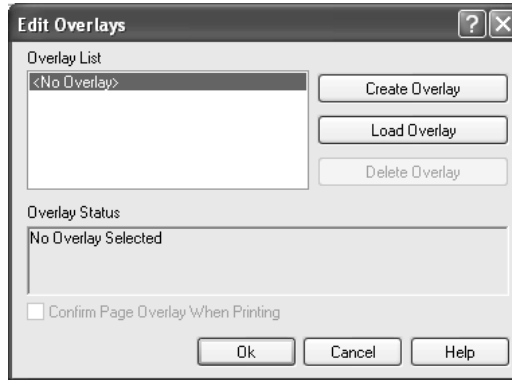 Edit Overlays
Overlay List
<No Overlay>
Create Overlay
Load Overlay
Delete Overlay
Overlay Status
No Overlay Selected
Confirm Page Overlay When Printing
Ok Cancel Help